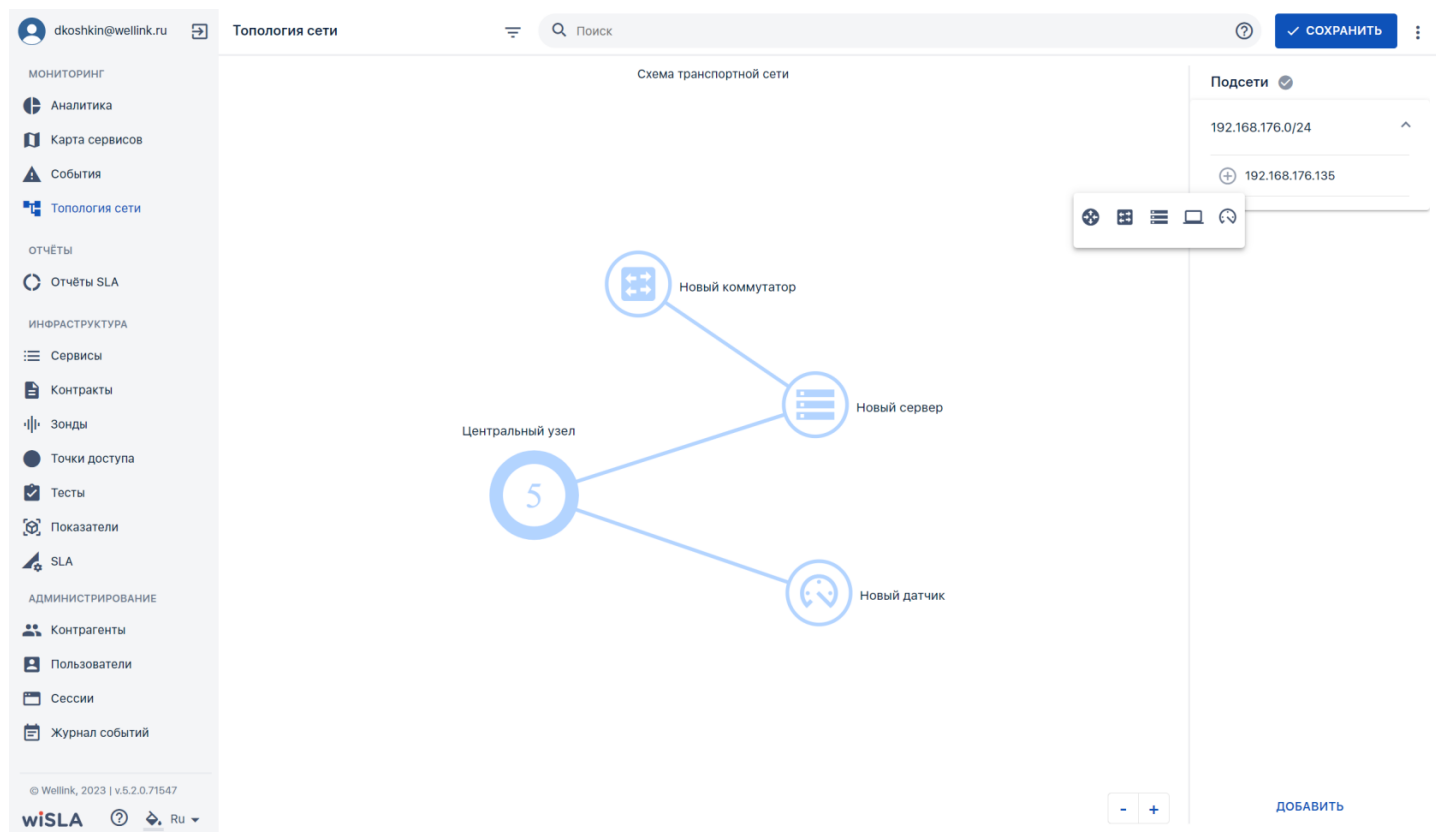 dkoshkin@wellink.ru
Топология сети
Поиск
СОХРАНИТЬ
МОНИТОРИНГ
Аналитика
Карта сервисов
События
Топология сети
ОТЧЁТЫ
Отчёты SLA
ИНФРАСТРУКТУРА
Сервисы
Контракты
Зонды
Точки доступа
Тесты
Показатели
SLA
АДМИНИСТРИРОВАНИЕ
Контрагенты
Пользователи
Сессии
Журнал событий
© Wellink, 2023 | v.5.2.0.71547
wiSLA
Ru
Схема транспортной сети
Новый коммутатор
Новый сервер
Центральный узел
5
Новый датчик
- +
Подсети
192.168.176.0/24
192.168.176.135
ДОБАВИТЬ